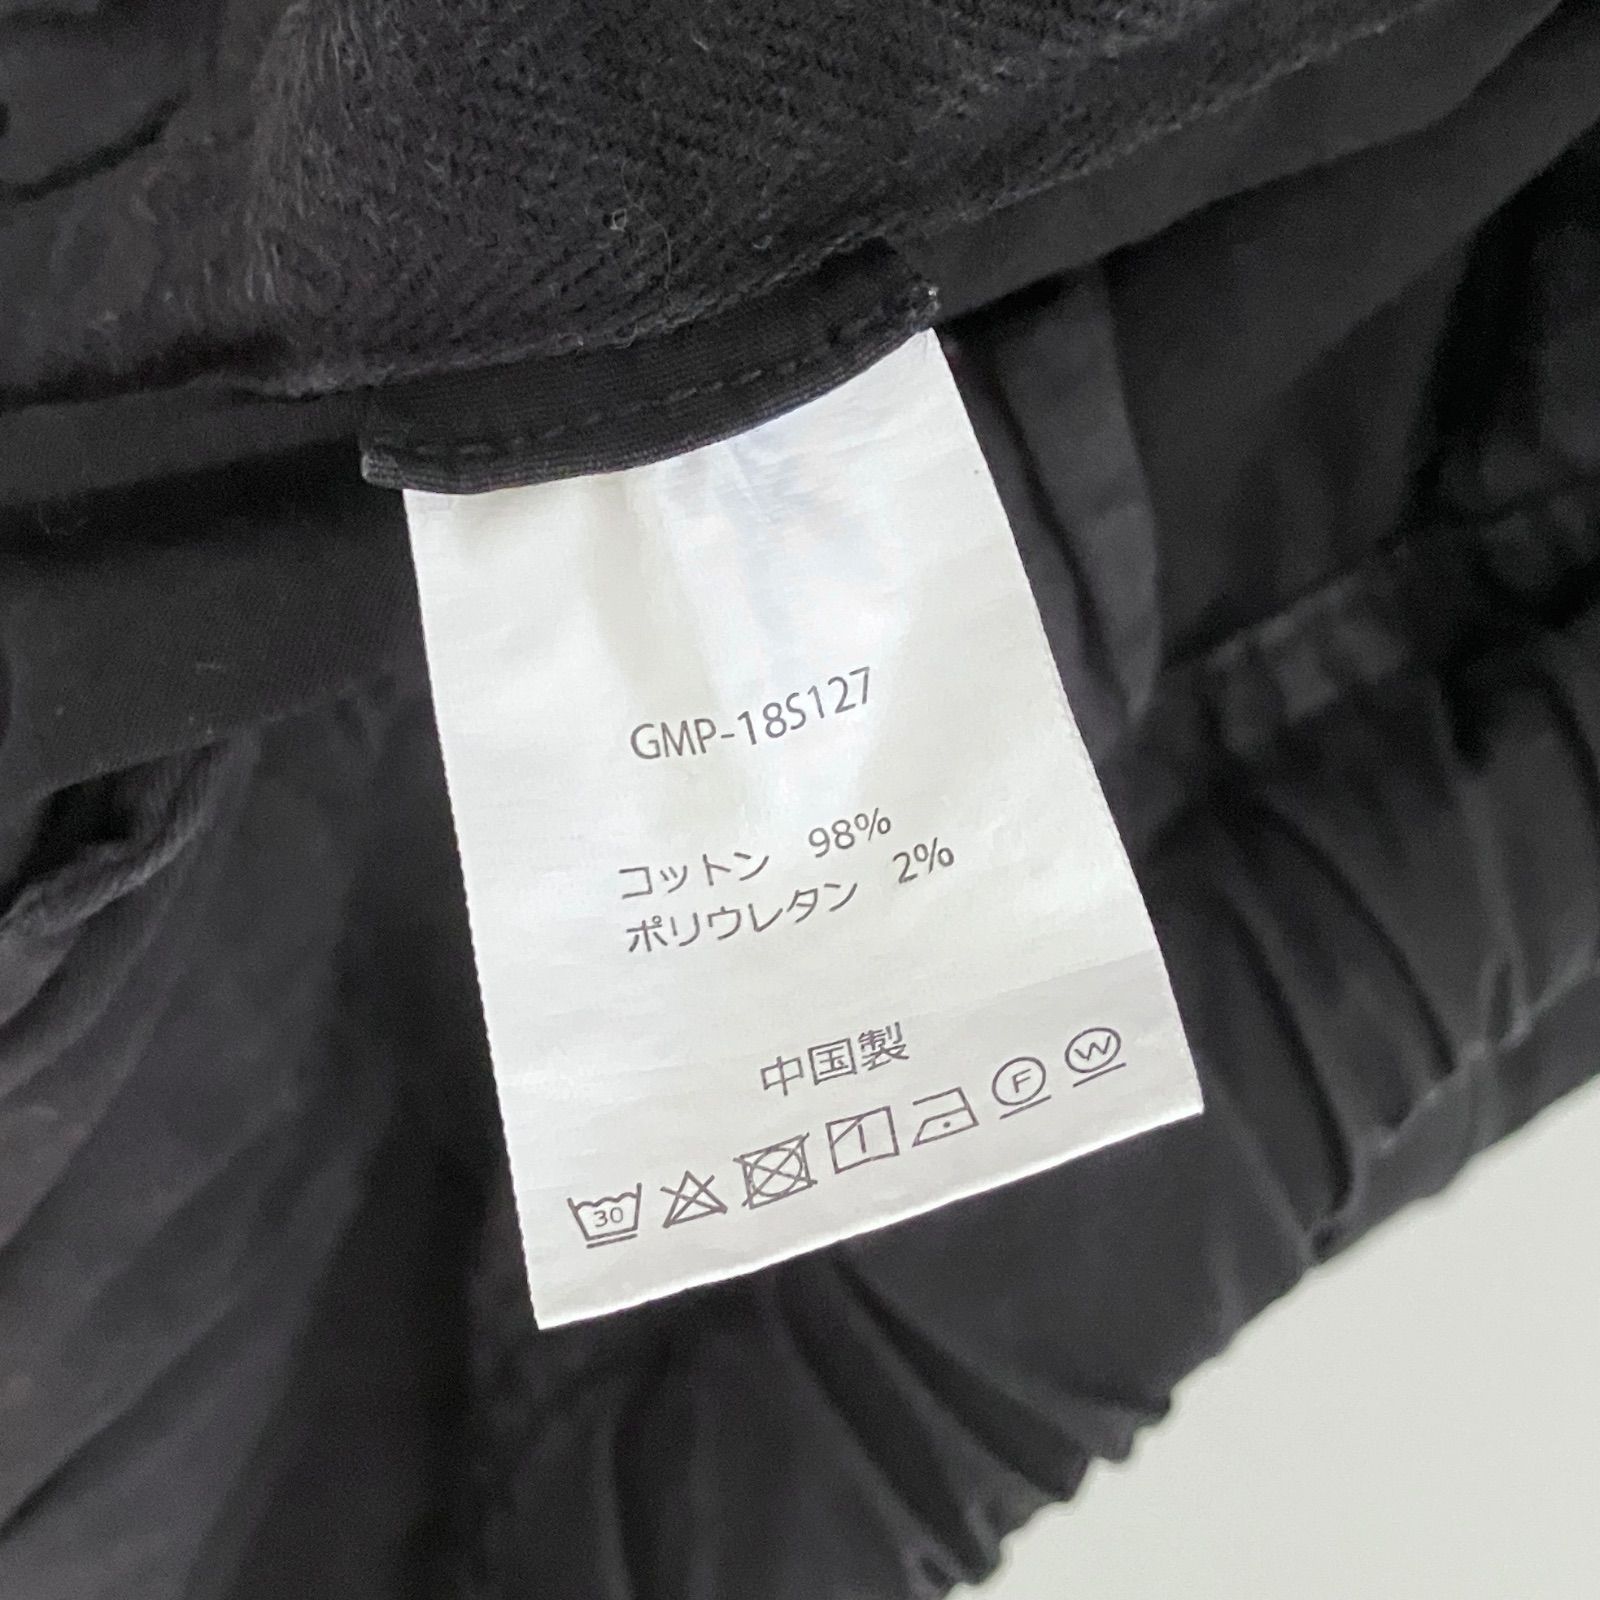 GMP-18S127
コットン 98%
ポリウレタン 2%
中国製
30 F W